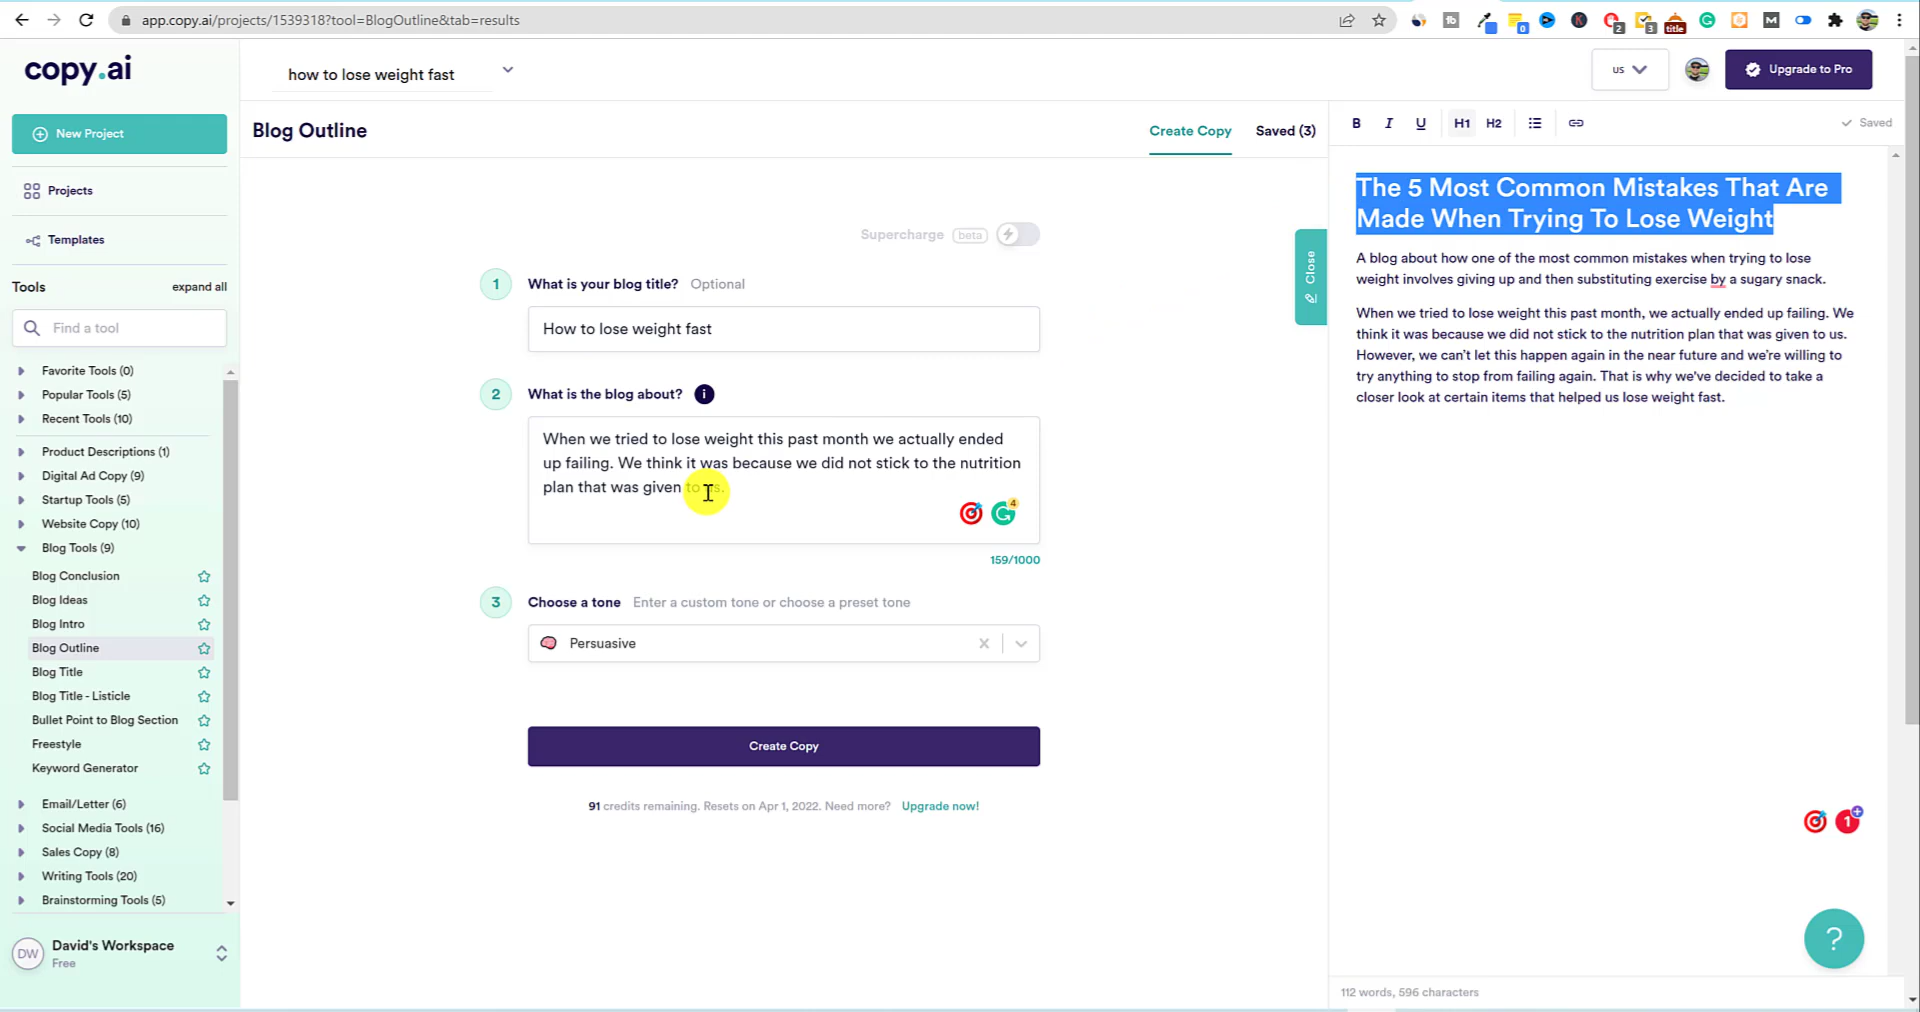 app.copy.ai/projects/1539318?tool=BlogOutline&tab=results
tb
0
K
2
3
title
M
copy.ai
how to lose weight fast
us
Upgrade to Pro
New Project
Blog Outline
Create Copy
Saved (3)
B I U H1 H2
Saved
Projects
Templates
Tools
expand all
Find a tool
Favorite Tools (0)
Popular Tools (5)
Recent Tools (10)
Product Descriptions (1)
Digital Ad Copy (9)
Startup Tools (5)
Website Copy (10)
Blog Tools (9)
Blog Conclusion
Blog Ideas
Blog Intro
Blog Outline
Blog Title
Blog Title - Listicle
Bullet Point to Blog Section
Freestyle
Keyword Generator
Email/Letter (6)
Social Media Tools (16)
Sales Copy (8)
Writing Tools (20)
Brainstorming Tools (5)
DW
David's Workspace
Free
Supercharge beta
1
What is your blog title? Optional
How to lose weight fast
2
What is the blog about? i
When we tried to lose weight this past month we actually ended
up failing. We think it was because we did not stick to the nutrition
plan that was given to us.
4
159/1000
3
Choose a tone Enter a custom tone or choose a preset tone
Persuasive
Create Copy
91 credits remaining. Resets on Apr 1, 2022. Need more? Upgrade now!
Close
The 5 Most Common Mistakes That Are
Made When Trying To Lose Weight
A blog about how one of the most common mistakes when trying to lose
weight involves giving up and then substituting exercise by a sugary snack.
When we tried to lose weight this past month, we actually ended up failing. We
think it was because we did not stick to the nutrition plan that was given to us.
However, we can't let this happen again in the near future and we're willing to
try anything to stop from failing again. That is why we've decided to take a
closer look at certain items that helped us lose weight fast.
1
?
112 words, 596 characters